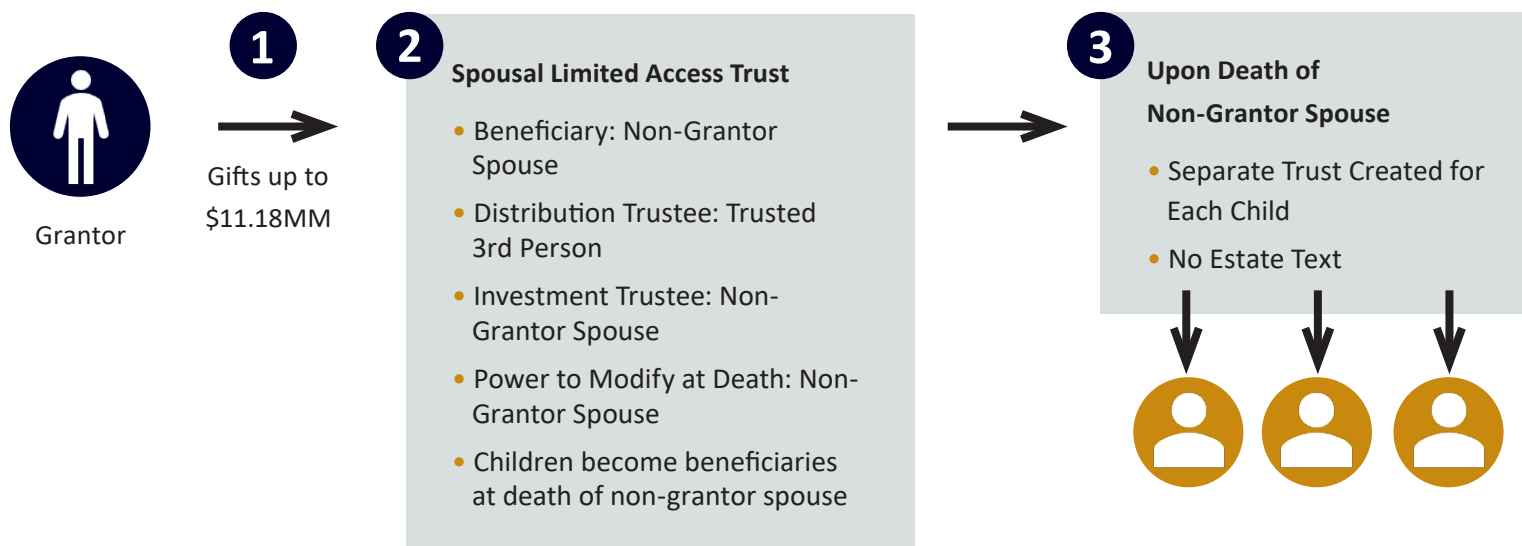 1
Gifts up to
$11.18MM
Grantor
2
Spousal Limited Access Trust
• Beneficiary: Non-Grantor
Spouse
• Distribution Trustee: Trusted
3rd Person
• Investment Trustee: Non-
Grantor Spouse
• Power to Modify at Death: Non-
Grantor Spouse
• Children become beneficiaries
at death of non-grantor spouse
3
Upon Death of
Non-Grantor Spouse
• Separate Trust Created for
Each Child
• No Estate Text